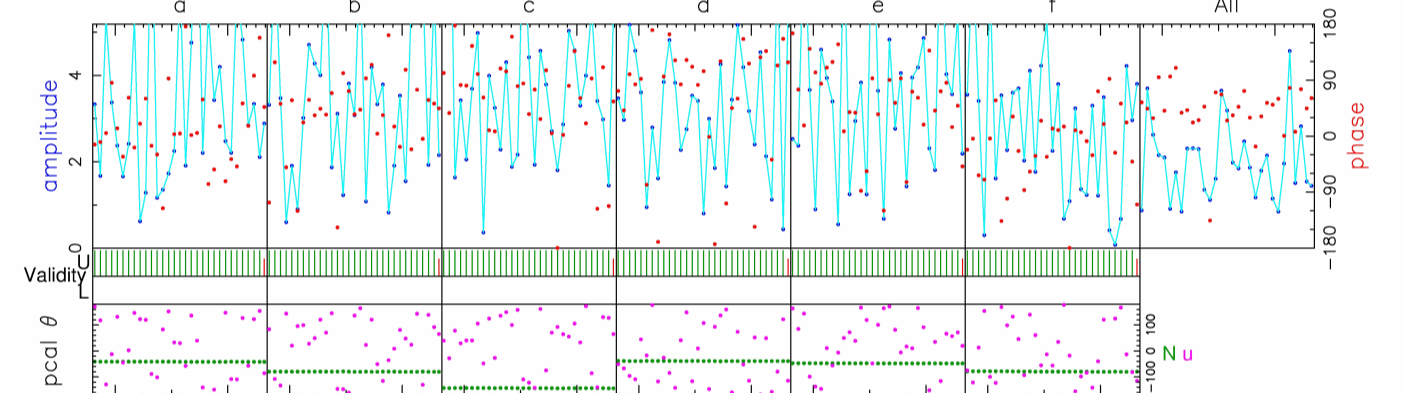 a b c d e f All
amplitude
4
2
0
180
90
0
-90
-180
phase
Validity
U
L
pcal θ
100
0
-100
N u